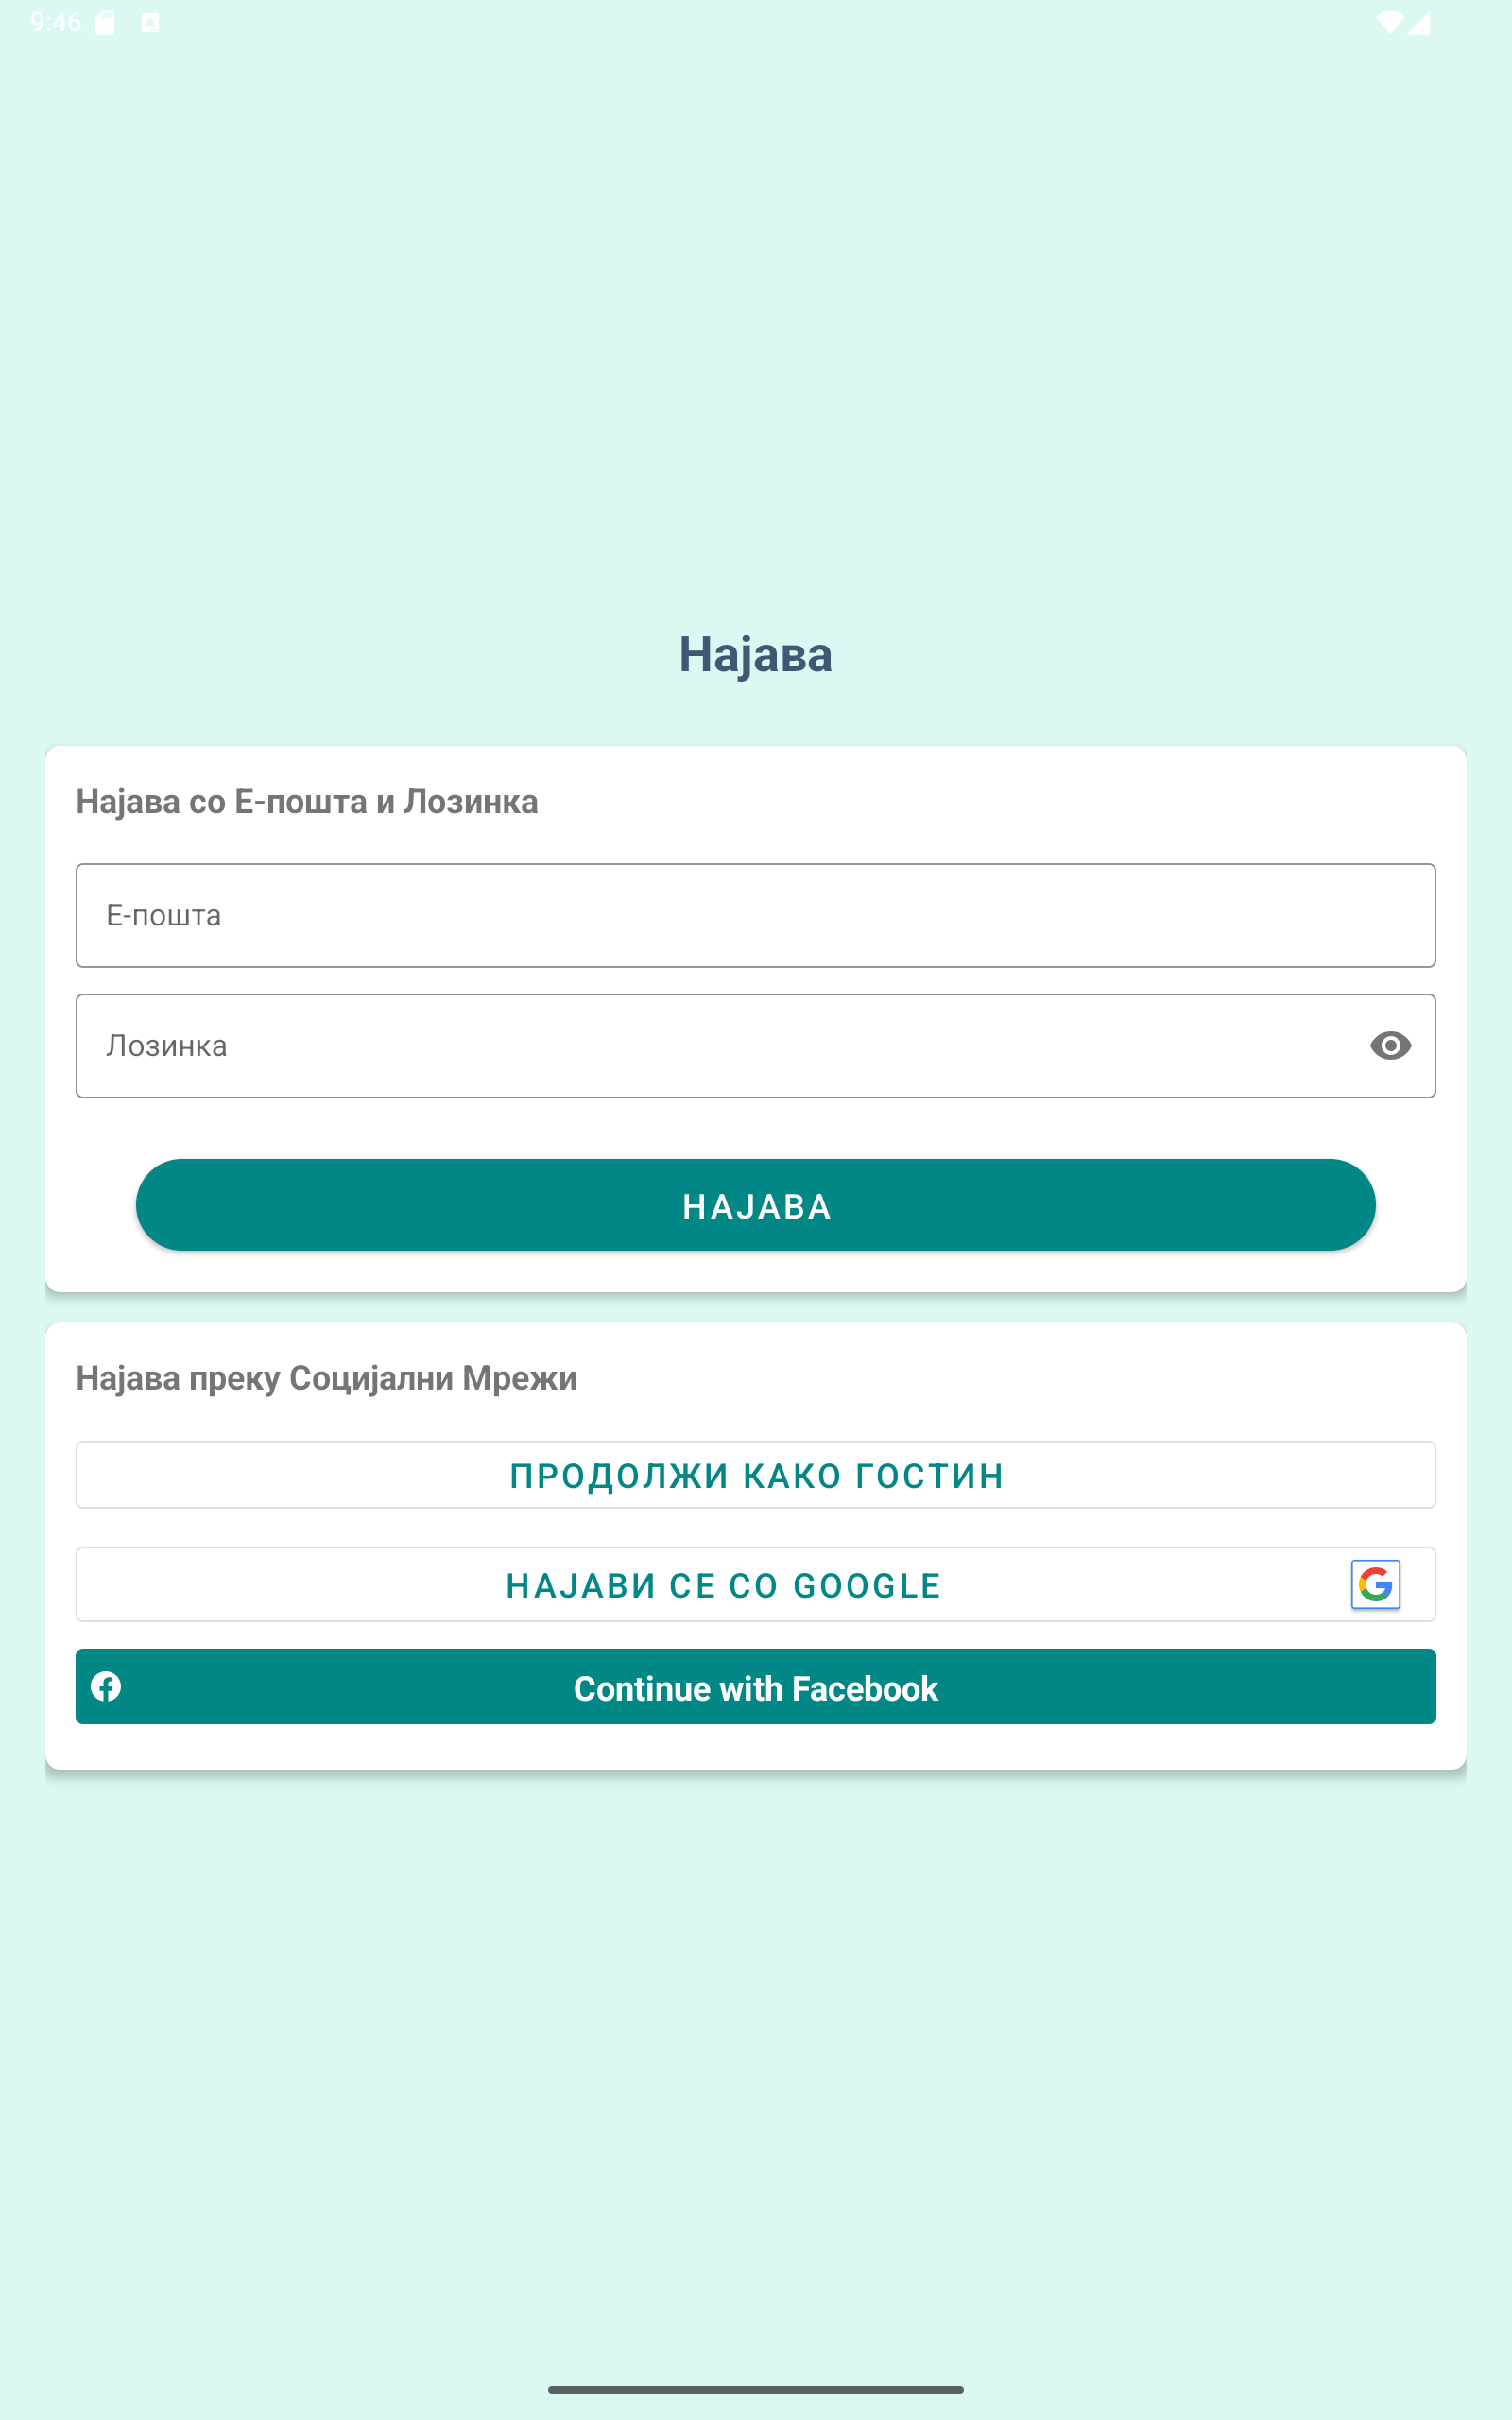 9:46
Најава
Најава со Е-пошта и Лозинка
Е-пошта
Лозинка
НАЈАВА
Најава преку Социјални Мрежи
ПРОДОЛЖИ КАКО ГОСТИН
НАЈАВИ СЕ СО GOOGLE
Continue with Facebook